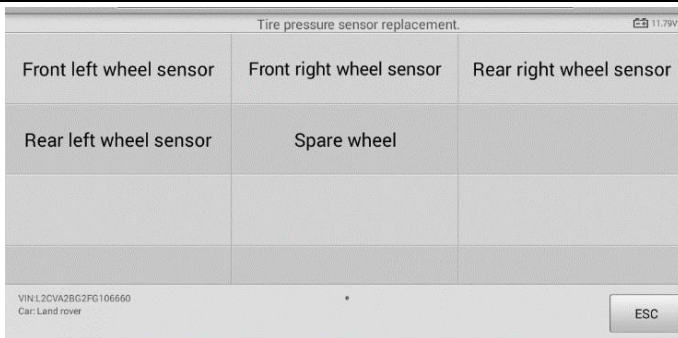 Tire pressure sensor replacement.
11.79V
Front left wheel sensor
Front right wheel sensor
Rear right wheel sensor
Rear left wheel sensor
Spare wheel
VIN:L2CVA2BG2FG106660
Car: Land rover
ESC